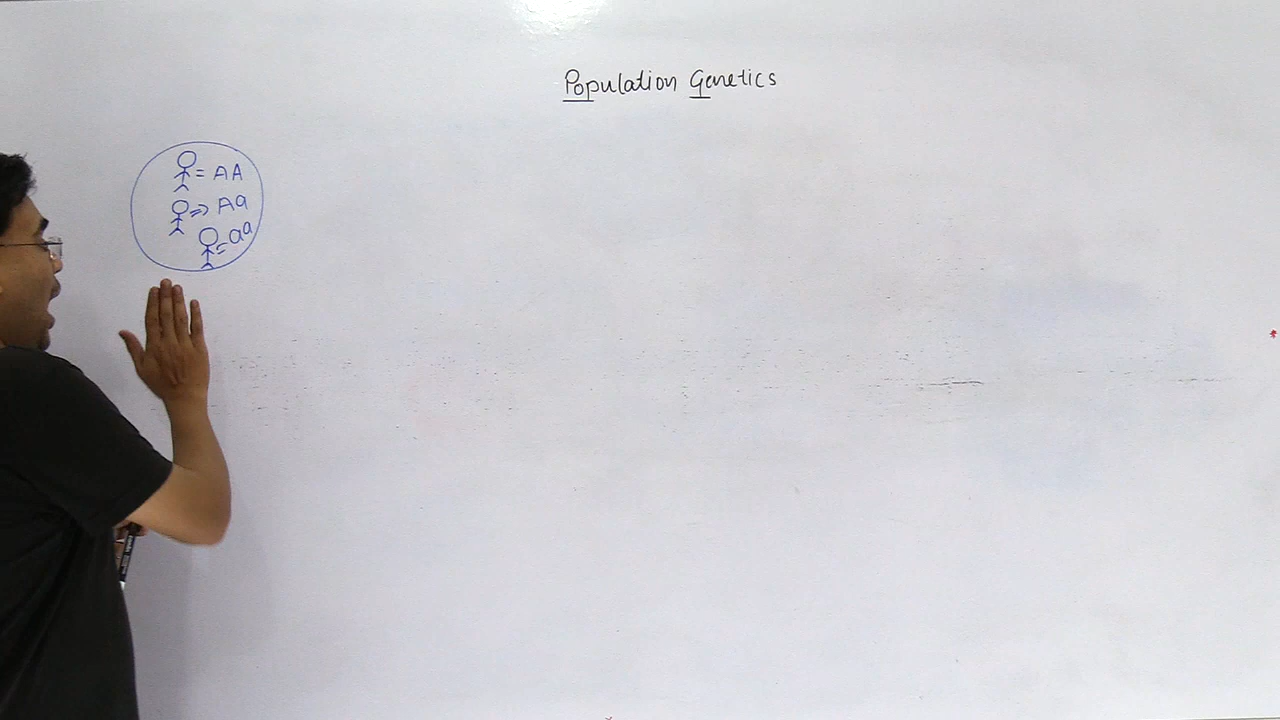 Population Genetics
= AA
=> Aa
= aa